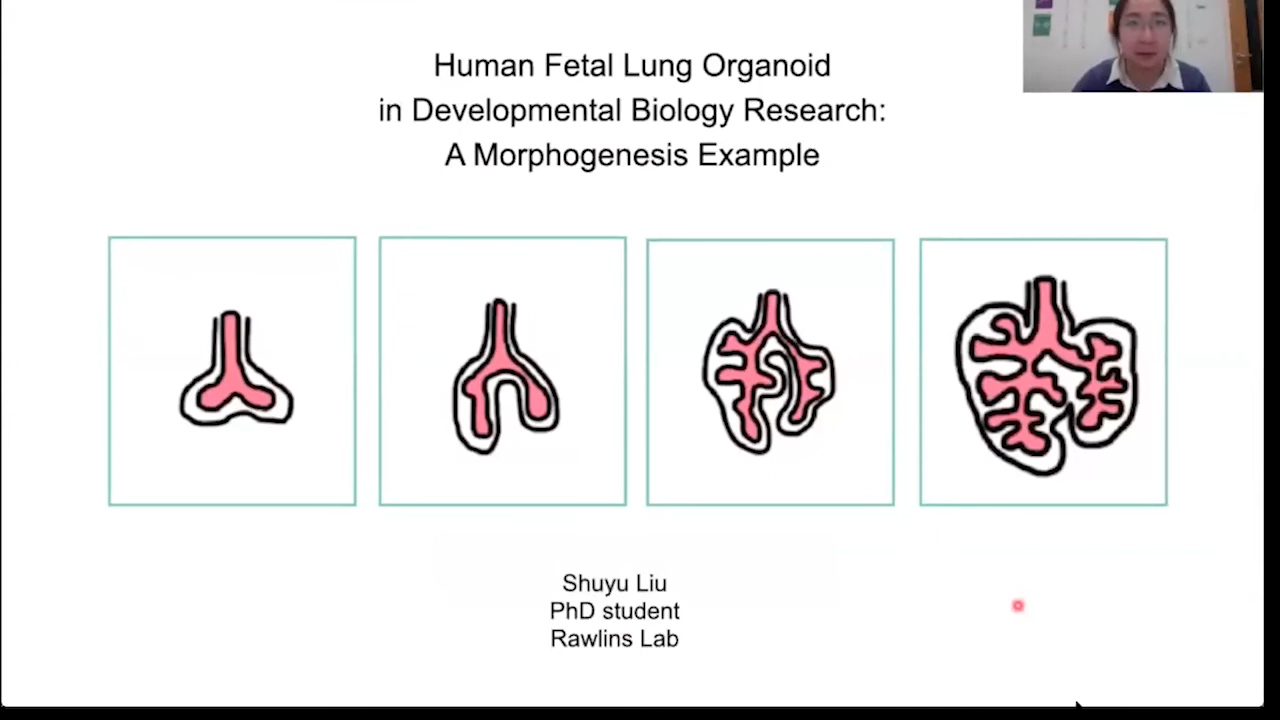 Human Fetal Lung Organoid
in Developmental Biology Research:
A Morphogenesis Example
Shuyu Liu
PhD student
Rawlins Lab